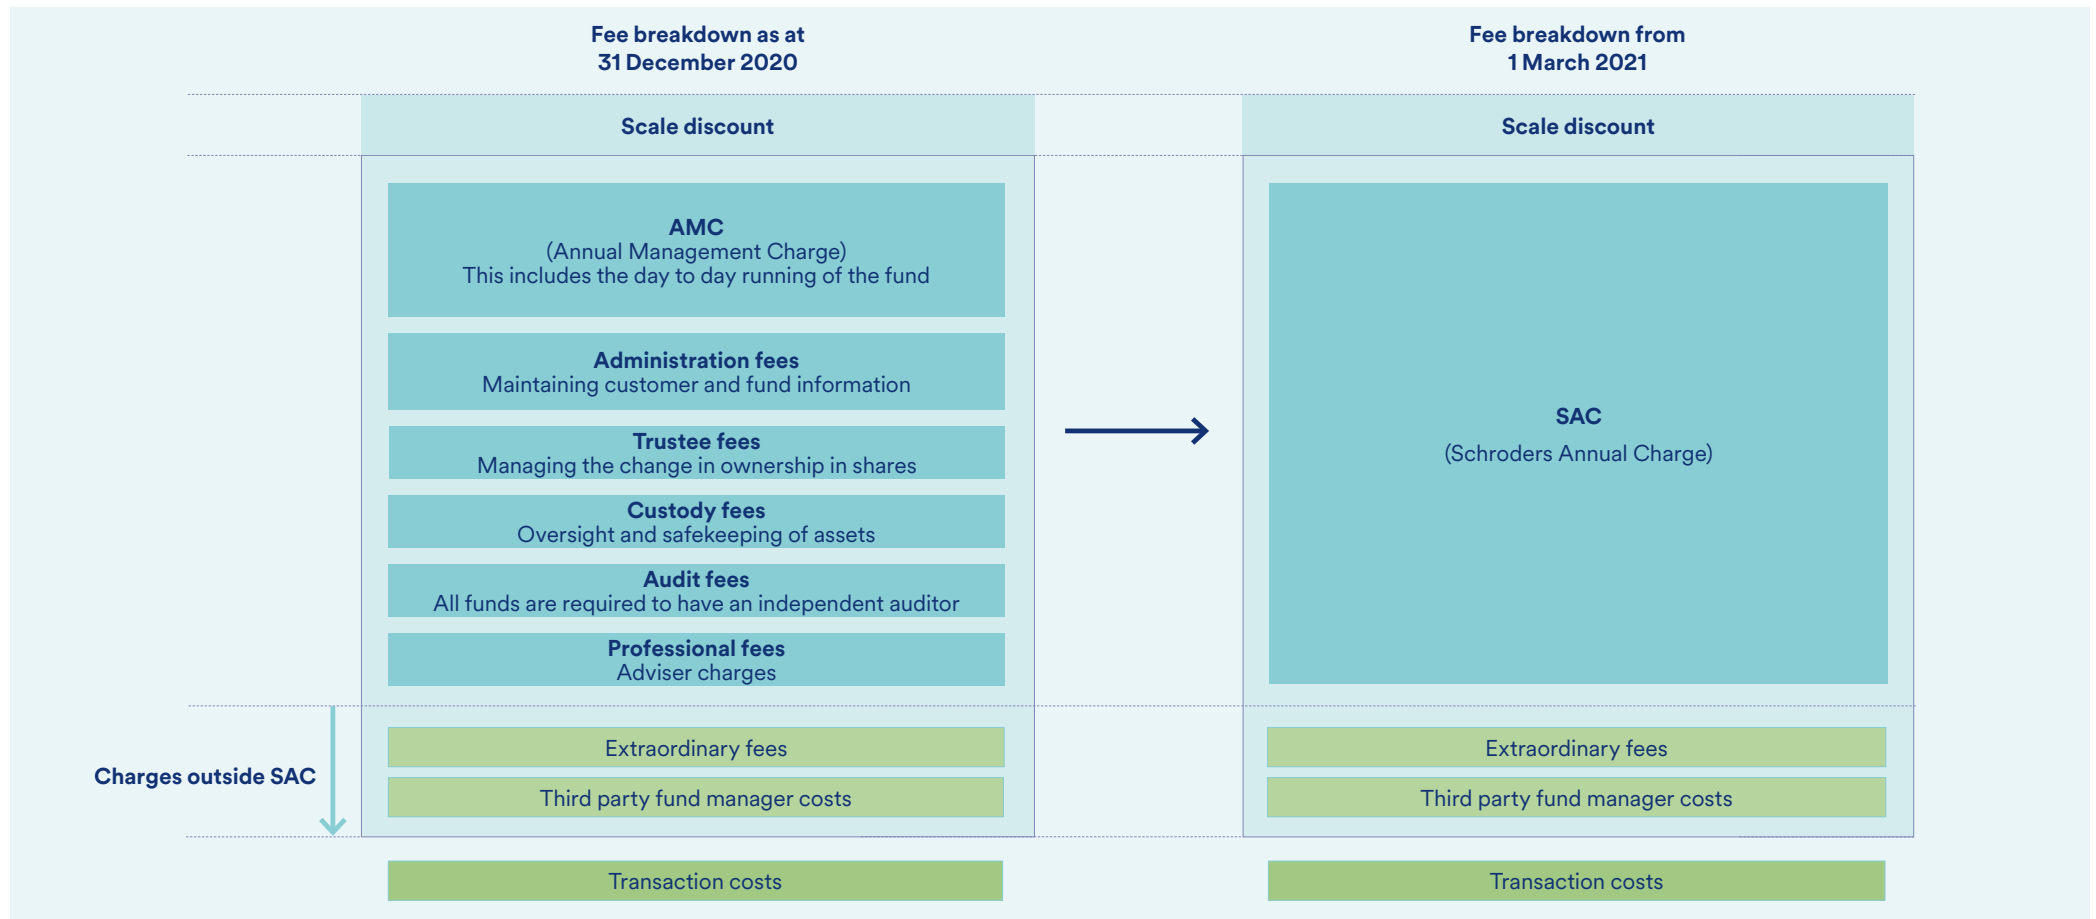 Fee breakdown as at
31 December 2020
Scale discount
AMC
(Annual Management Charge)
This includes the day to day running of the fund
Administration fees
Maintaining customer and fund information
Trustee fees
Managing the change in ownership in shares
Custody fees
Oversight and safekeeping of assets
Audit fees
All funds are required to have an independent auditor
Professional fees
Adviser charges
Charges outside SAC
Extraordinary fees
Third party fund manager costs
Transaction costs
Fee breakdown from
1 March 2021
Scale discount
SAC
(Schroders Annual Charge)
Extraordinary fees
Third party fund manager costs
Transaction costs